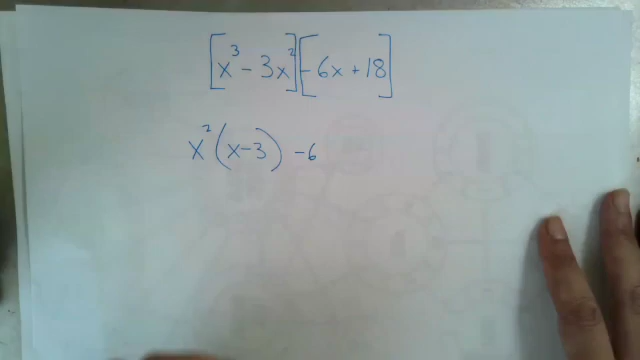 [x³ - 3x²][-6x + 18]
x²(x-3) -6